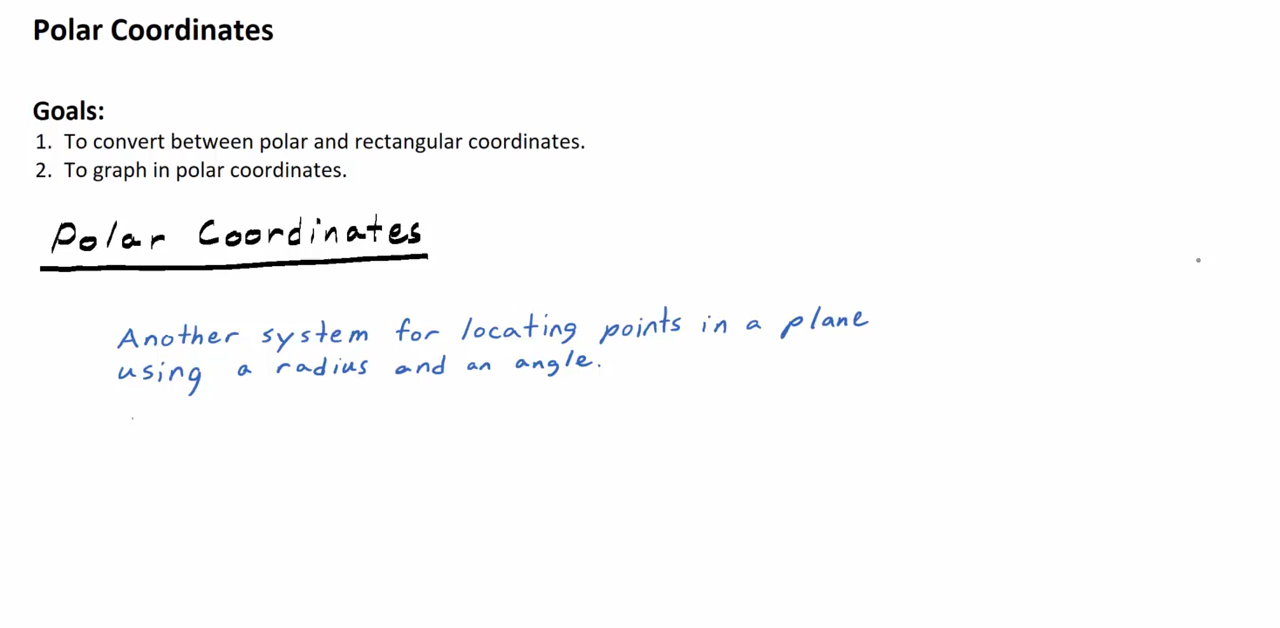 Polar Coordinates
Goals:
1. To convert between polar and rectangular coordinates.
2. To graph in polar coordinates.
Polar Coordinates
Another system for locating points in a plane
using a radius and an angle.